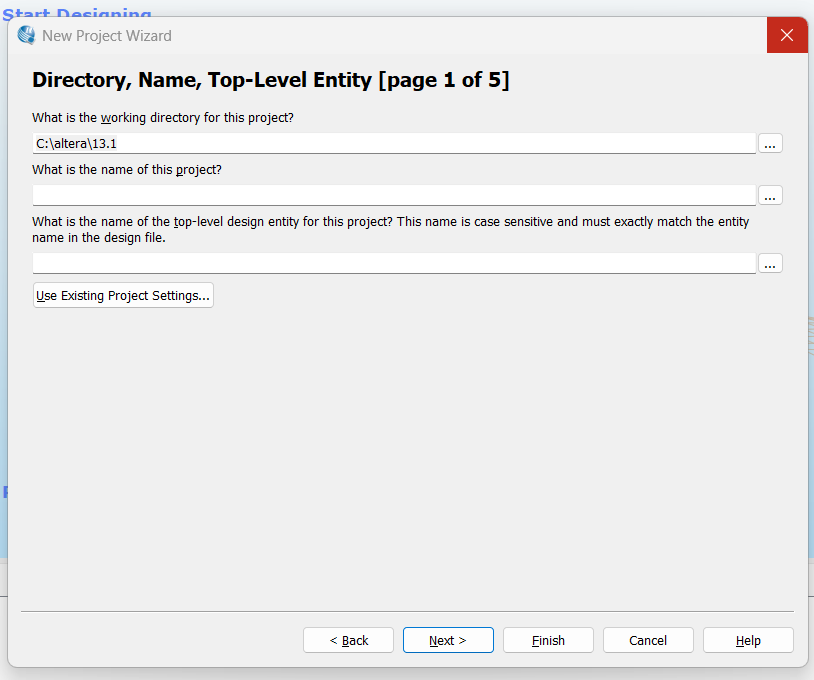 Start Designing
New Project Wizard
Directory, Name, Top-Level Entity [page 1 of 5]
What is the working directory for this project?
C:\altera\13.1
...
What is the name of this project?
...
What is the name of the top-level design entity for this project? This name is case sensitive and must exactly match the entity
name in the design file.
...
Use Existing Project Settings...
< Back
Next >
Finish
Cancel
Help